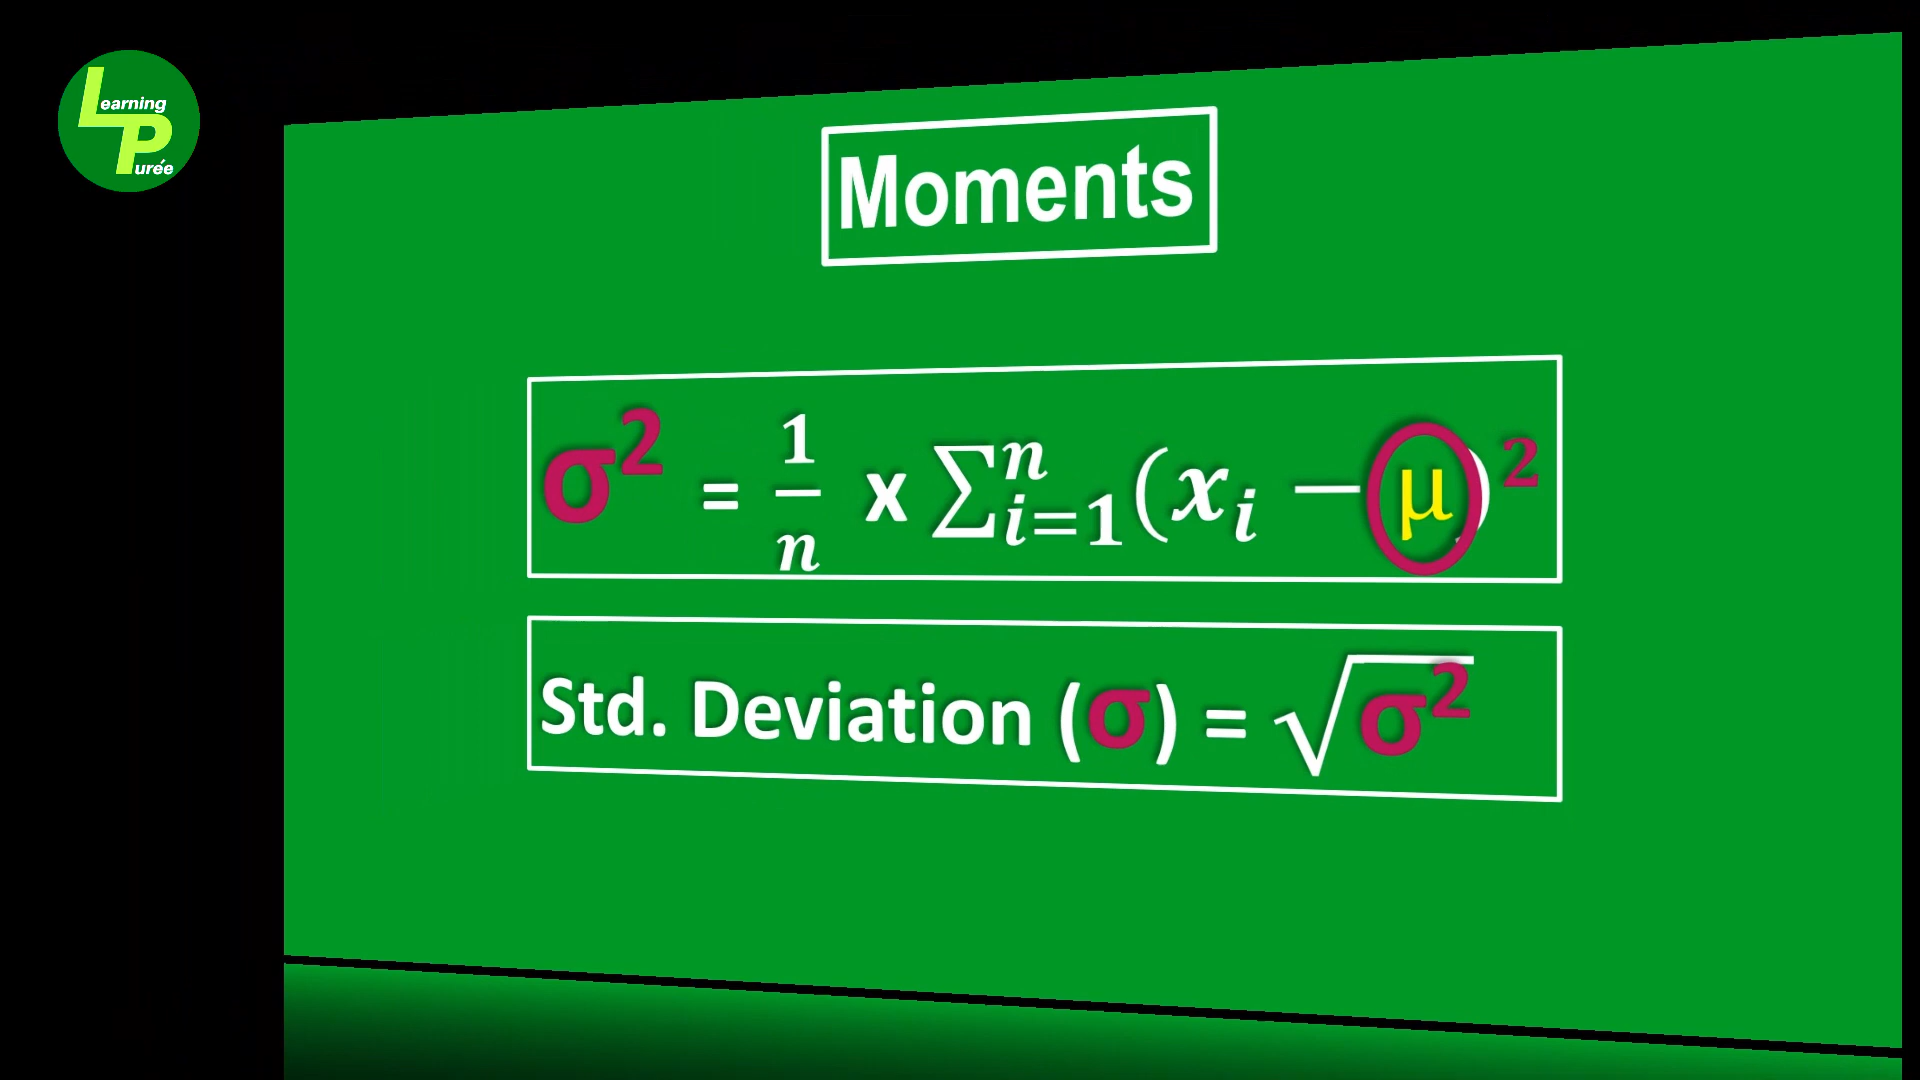 Learning
Purée
Moments
σ² = 1/n x ∑ⁿᵢ₌₁(xᵢ − μ)²
Std. Deviation (σ) = √σ²